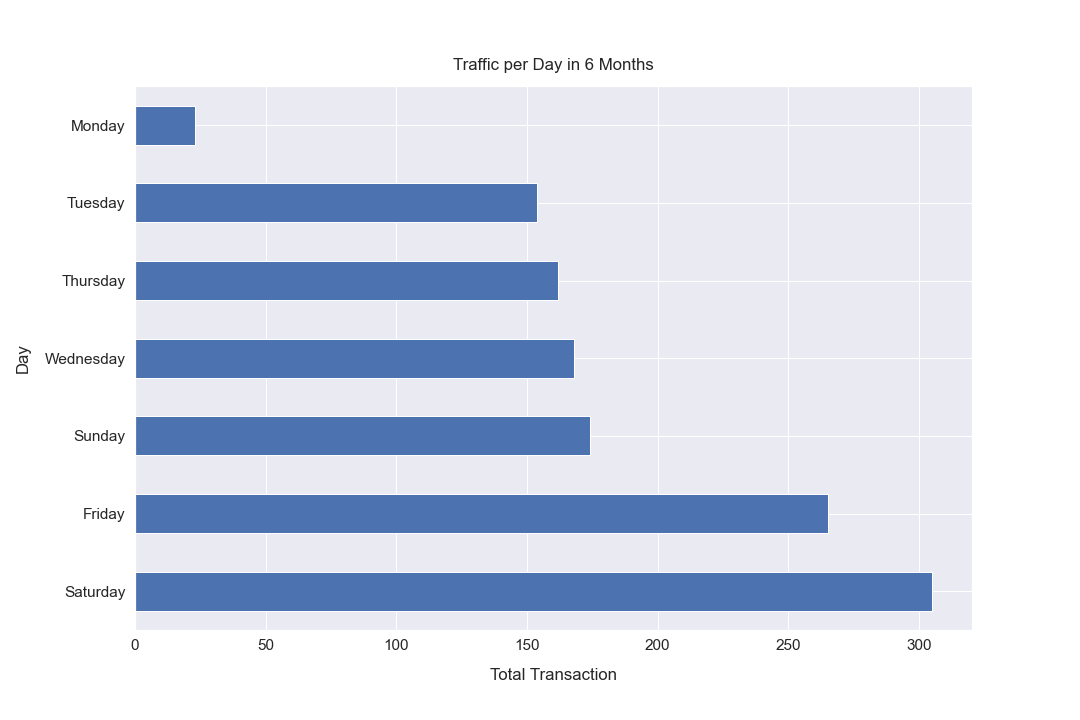 Traffic per Day in 6 Months
Monday
Tuesday
Thursday
Wednesday
Sunday
Friday
Saturday
Day
0 50 100 150 200 250 300
Total Transaction